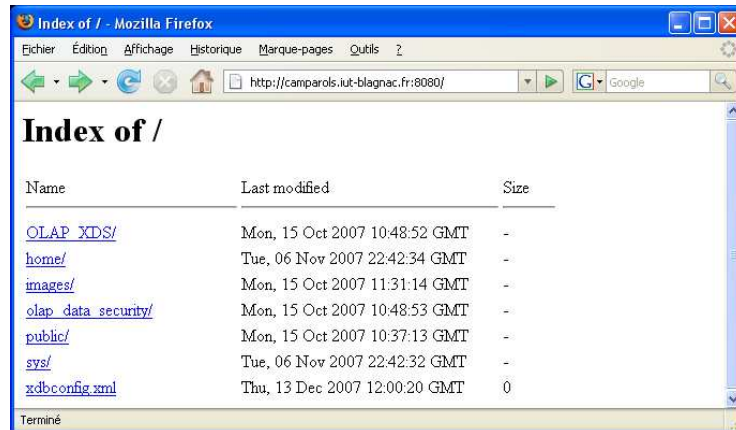 Index of / - Mozilla Firefox
Fichier Édition Affichage Historique Marque-pages Outils ?
http://camparols.iut-blagnac.fr:8080/ G Google
Index of /
Name Last modified Size
OLAP_XDS/ Mon, 15 Oct 2007 10:48:52 GMT -
home/ Tue, 06 Nov 2007 22:42:34 GMT -
images/ Mon, 15 Oct 2007 11:31:14 GMT -
olap_data_security/ Mon, 15 Oct 2007 10:48:53 GMT -
public/ Mon, 15 Oct 2007 10:37:13 GMT -
sys/ Tue, 06 Nov 2007 22:42:32 GMT -
xdbconfig.xml Thu, 13 Dec 2007 12:00:20 GMT 0
Terminé